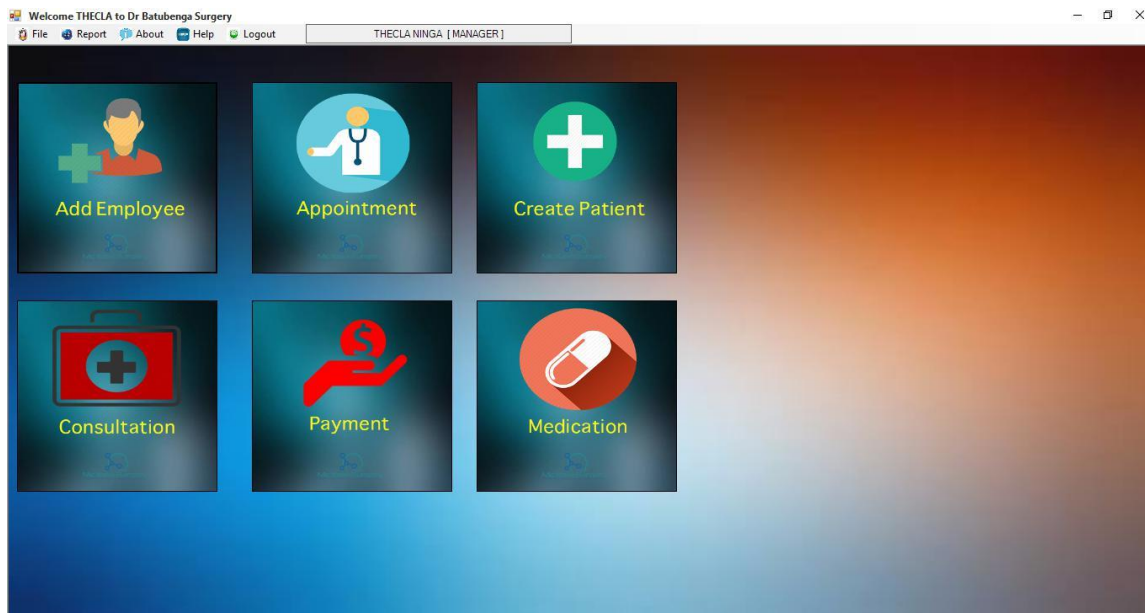 Welcome THECLA to Dr Batubenga Surgery
File Report About Help Logout THECLA NINGA [ MANAGER ]
Add Employee Appointment Create Patient
Consultation Payment Medication